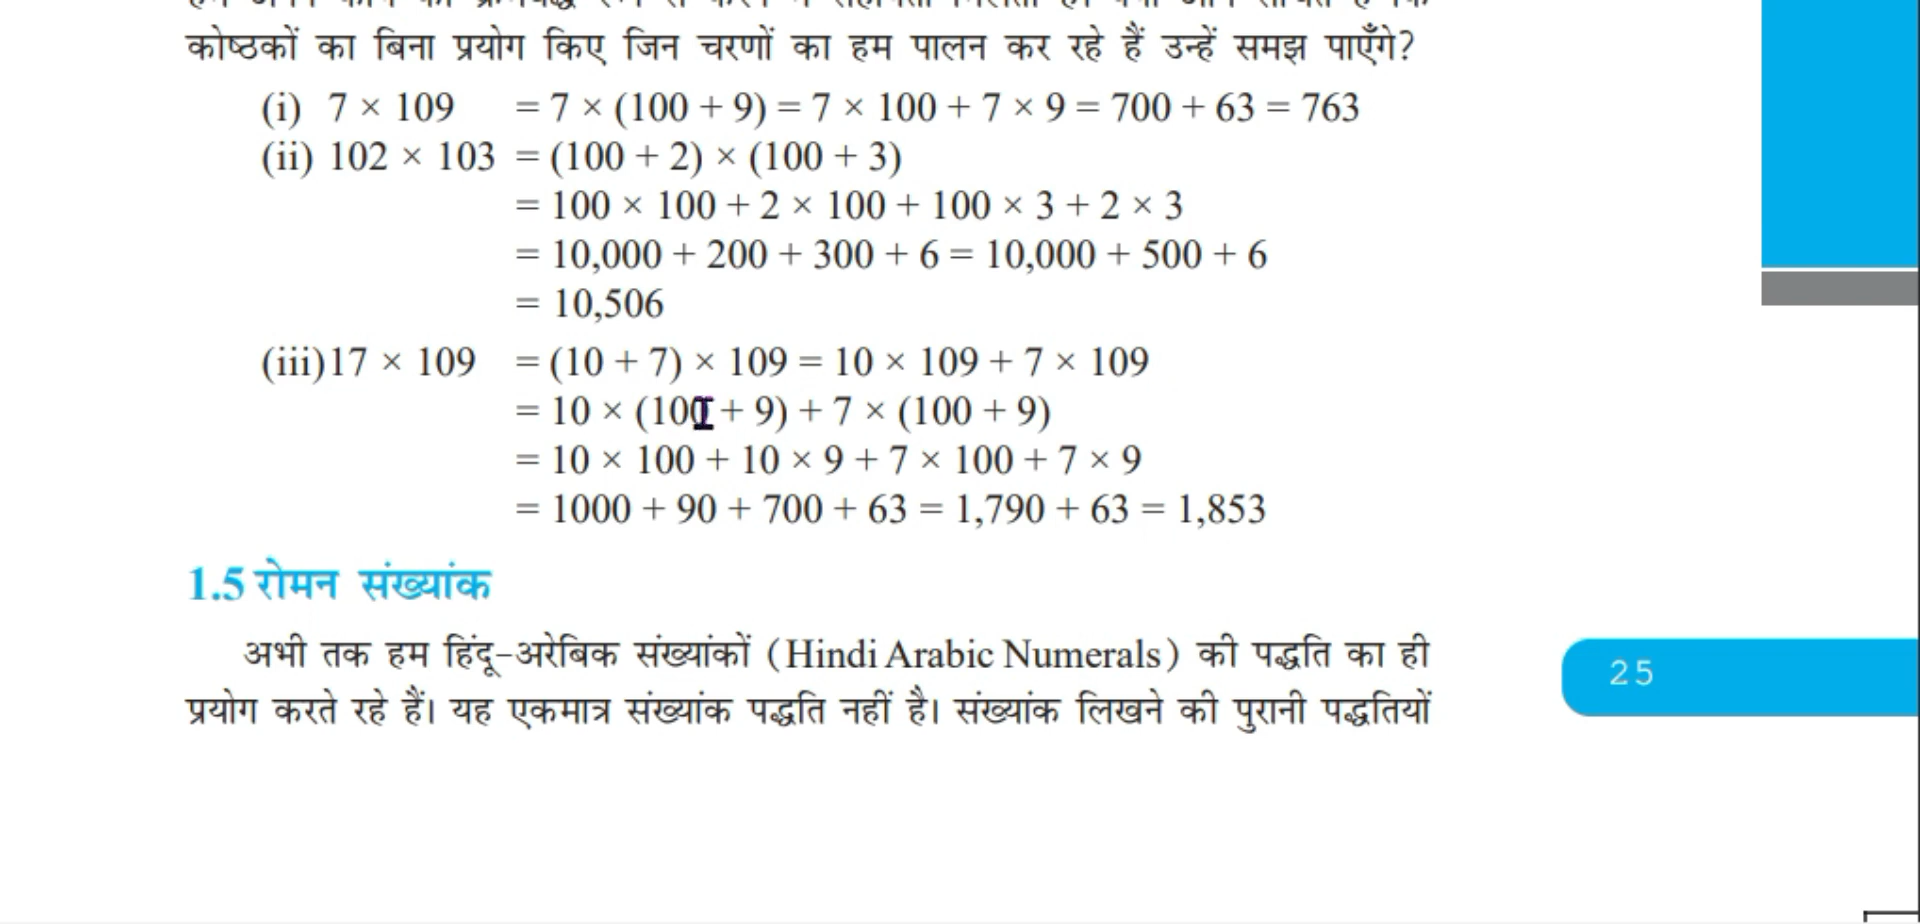 कोष्ठकों का बिना प्रयोग किए जिन चरणों का हम पालन कर रहे हैं उन्हें समझ पाएँगे?
(i) 7 × 109 = 7 × (100 + 9) = 7 × 100 + 7 × 9 = 700 + 63 = 763
(ii) 102 × 103 = (100 + 2) × (100 + 3)
= 100 × 100 + 2 × 100 + 100 × 3 + 2 × 3
= 10,000 + 200 + 300 + 6 = 10,000 + 500 + 6
= 10,506
(iii) 17 × 109 = (10 + 7) × 109 = 10 × 109 + 7 × 109
= 10 × (100 + 9) + 7 × (100 + 9)
= 10 × 100 + 10 × 9 + 7 × 100 + 7 × 9
= 1000 + 90 + 700 + 63 = 1,790 + 63 = 1,853
1.5 रोमन संख्यांक
अभी तक हम हिंदू-अरेबिक संख्यांकों (Hindi Arabic Numerals) की पद्धति का ही
प्रयोग करते रहे हैं। यह एकमात्र संख्यांक पद्धति नहीं है। संख्यांक लिखने की पुरानी पद्धतियों
25